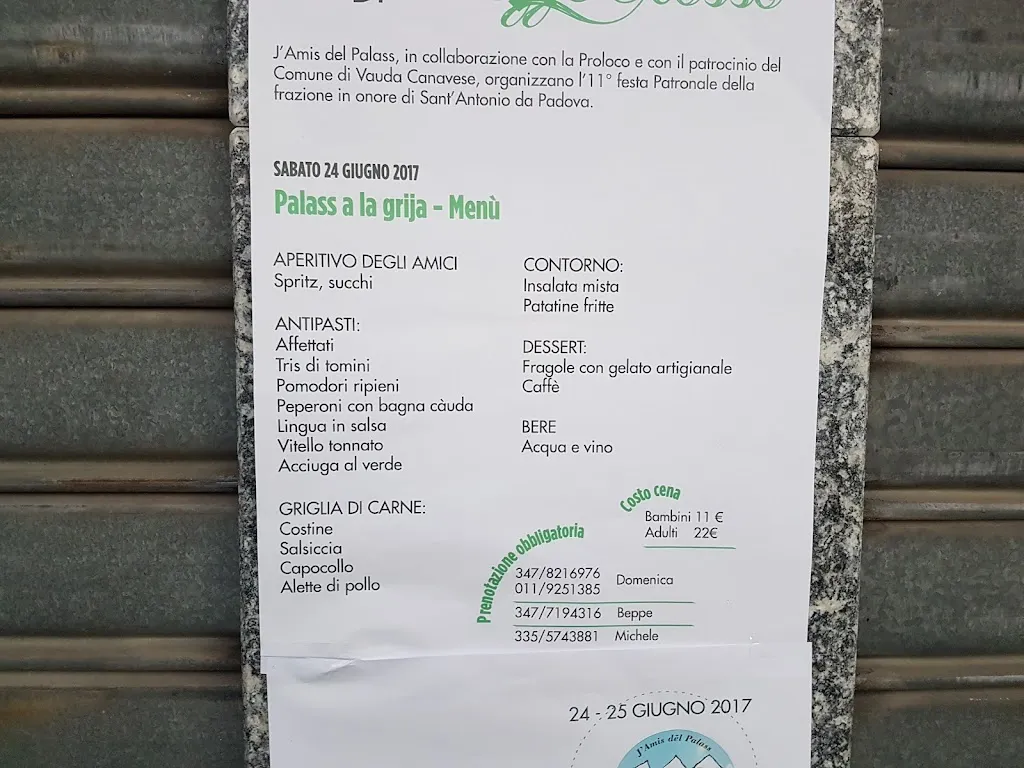 J'Amis del Palass, in collaborazione con la Proloco e con il patrocinio del
Comune di Vauda Canavese, organizzano l'11° festa Patronale della
frazione in onore di Sant'Antonio da Padova.
SABATO 24 GIUGNO 2017
Palass a la grija - Menù
APERITIVO DEGLI AMICI
Spritz, succhi
ANTIPASTI:
Affettati
Tris di tomini
Pomodori ripieni
Peperoni con bagna càuda
Lingua in salsa
Vitello tonnato
Acciuga al verde
GRIGLIA DI CARNE:
Costine
Salsiccia
Capocollo
Alette di pollo
CONTORNO:
Insalata mista
Patatine fritte
DESSERT:
Fragole con gelato artigianale
Caffè
BERE
Acqua e vino
Costo cena
Bambini 11 €
Adulti 22€
Prenotazione obbligatoria
347/8216976
011/9251385 Domenica
347/7194316 Beppe
335/5743881 Michele
24 - 25 GIUGNO 2017
J'Amis dël Palass